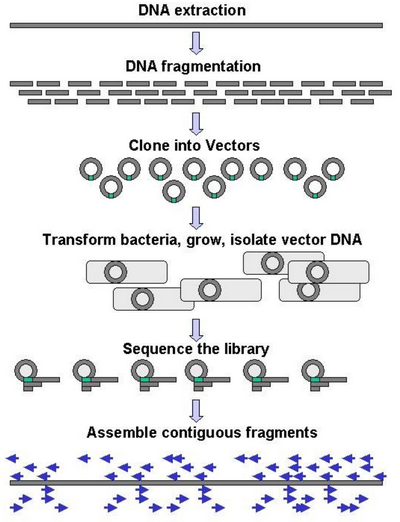 DNA extraction
DNA fragmentation
Clone into Vectors
Transform bacteria, grow, isolate vector DNA
Sequence the library
Assemble contiguous fragments